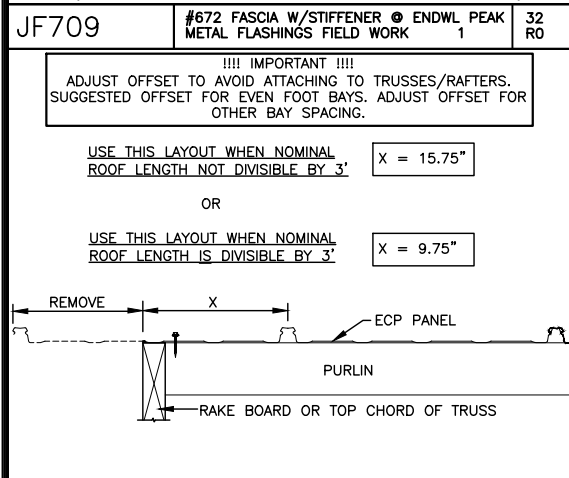 JF709
#672 FASCIA W/STIFFENER @ ENDWL PEAK
METAL FLASHINGS FIELD WORK 1
32
R0
!!!! IMPORTANT !!!!
ADJUST OFFSET TO AVOID ATTACHING TO TRUSSES/RAFTERS.
SUGGESTED OFFSET FOR EVEN FOOT BAYS. ADJUST OFFSET FOR
OTHER BAY SPACING.
USE THIS LAYOUT WHEN NOMINAL
ROOF LENGTH NOT DIVISIBLE BY 3'
X = 15.75"
OR
USE THIS LAYOUT WHEN NOMINAL
ROOF LENGTH IS DIVISIBLE BY 3'
X = 9.75"
REMOVE
X
ECP PANEL
PURLIN
RAKE BOARD OR TOP CHORD OF TRUSS